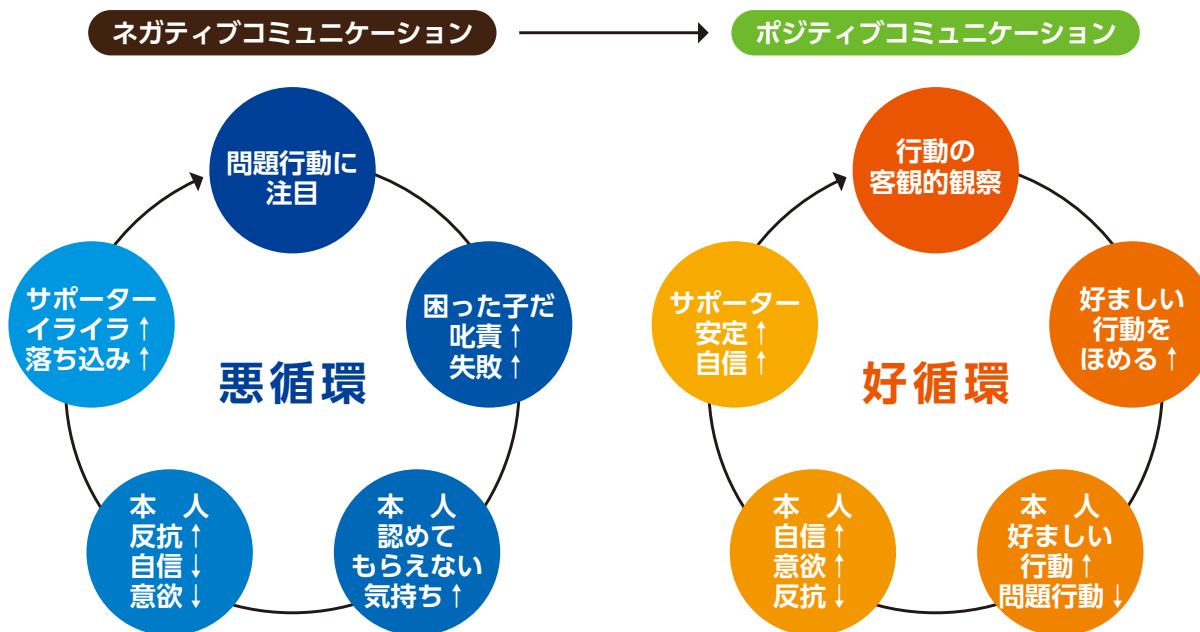 ネガティブコミュニケーション
ポジティブコミュニケーション
問題行動に
注目
困った子だ
叱責↑
失敗↑
本　人
認めて
もらえない
気持ち↑
本　人
反抗↑
自信↓
意欲↓
サポーター
イライラ↑
落ち込み↑
悪循環
行動の
客観的観察
好ましい
行動を
ほめる↑
本　人
好ましい
行動↑
問題行動↓
本　人
自信↑
意欲↑
反抗↓
サポーター
安定↑
自信↑
好循環